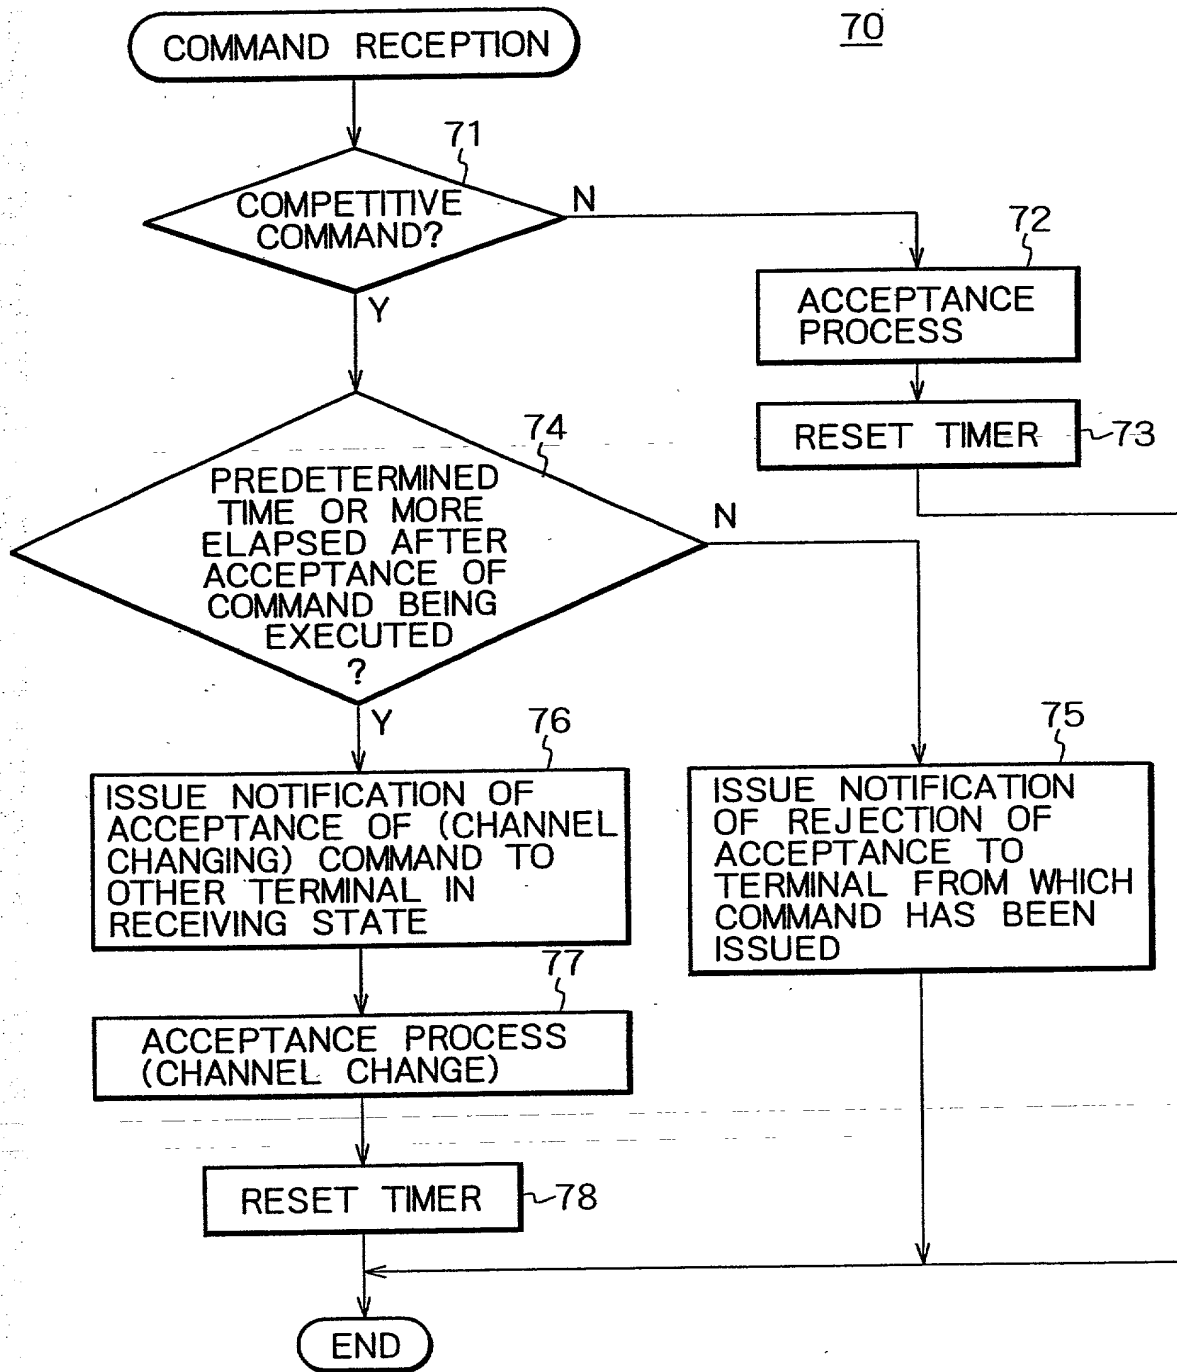 70
COMMAND RECEPTION
71
COMPETITIVE
COMMAND?
N
Y
72
ACCEPTANCE
PROCESS
RESET TIMER
73
74
PREDETERMINED
TIME OR MORE
ELAPSED AFTER
ACCEPTANCE OF
COMMAND BEING
EXECUTED
?
N
Y
76
ISSUE NOTIFICATION OF
ACCEPTANCE OF (CHANNEL
CHANGING) COMMAND TO
OTHER TERMINAL IN
RECEIVING STATE
75
ISSUE NOTIFICATION
OF REJECTION OF
ACCEPTANCE TO
TERMINAL FROM WHICH
COMMAND HAS BEEN
ISSUED
77
ACCEPTANCE PROCESS
(CHANNEL CHANGE)
RESET TIMER
78
END